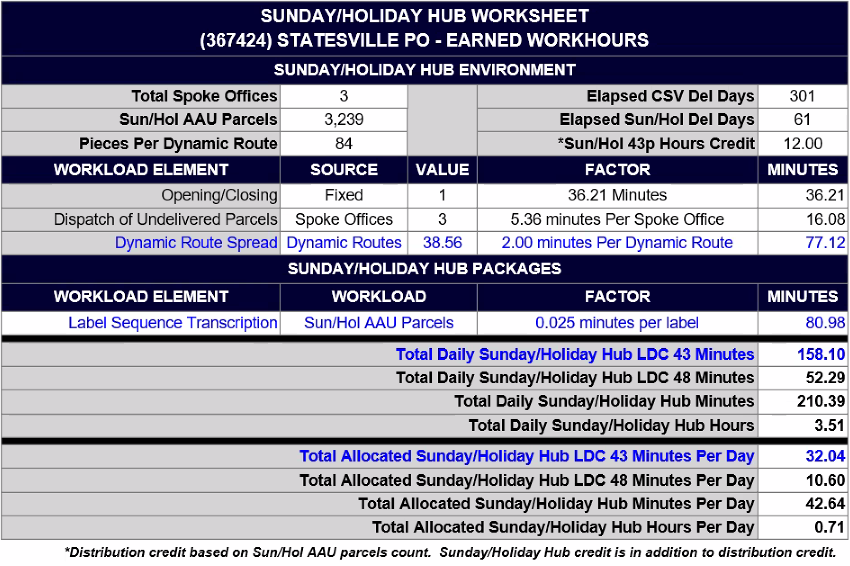 SUNDAY/HOLIDAY HUB WORKSHEET
(367424) STATESVILLE PO - EARNED WORKHOURS
SUNDAY/HOLIDAY HUB ENVIRONMENT
Total Spoke Offices 3 Elapsed CSV Del Days 301
Sun/Hol AAU Parcels 3,239 Elapsed Sun/Hol Del Days 61
Pieces Per Dynamic Route 84 *Sun/Hol 43p Hours Credit 12.00
WORKLOAD ELEMENT SOURCE VALUE FACTOR MINUTES
Opening/Closing Fixed 1 36.21 Minutes 36.21
Dispatch of Undelivered Parcels Spoke Offices 3 5.36 minutes Per Spoke Office 16.08
Dynamic Route Spread Dynamic Routes 38.56 2.00 minutes Per Dynamic Route 77.12
SUNDAY/HOLIDAY HUB PACKAGES
WORKLOAD ELEMENT WORKLOAD FACTOR MINUTES
Label Sequence Transcription Sun/Hol AAU Parcels 0.025 minutes per label 80.98
Total Daily Sunday/Holiday Hub LDC 43 Minutes 158.10
Total Daily Sunday/Holiday Hub LDC 48 Minutes 52.29
Total Daily Sunday/Holiday Hub Minutes 210.39
Total Daily Sunday/Holiday Hub Hours 3.51
Total Allocated Sunday/Holiday Hub LDC 43 Minutes Per Day 32.04
Total Allocated Sunday/Holiday Hub LDC 48 Minutes Per Day 10.60
Total Allocated Sunday/Holiday Hub Minutes Per Day 42.64
Total Allocated Sunday/Holiday Hub Hours Per Day 0.71
*Distribution credit based on Sun/Hol AAU parcels count. Sunday/Holiday Hub credit is in addition to distribution credit.